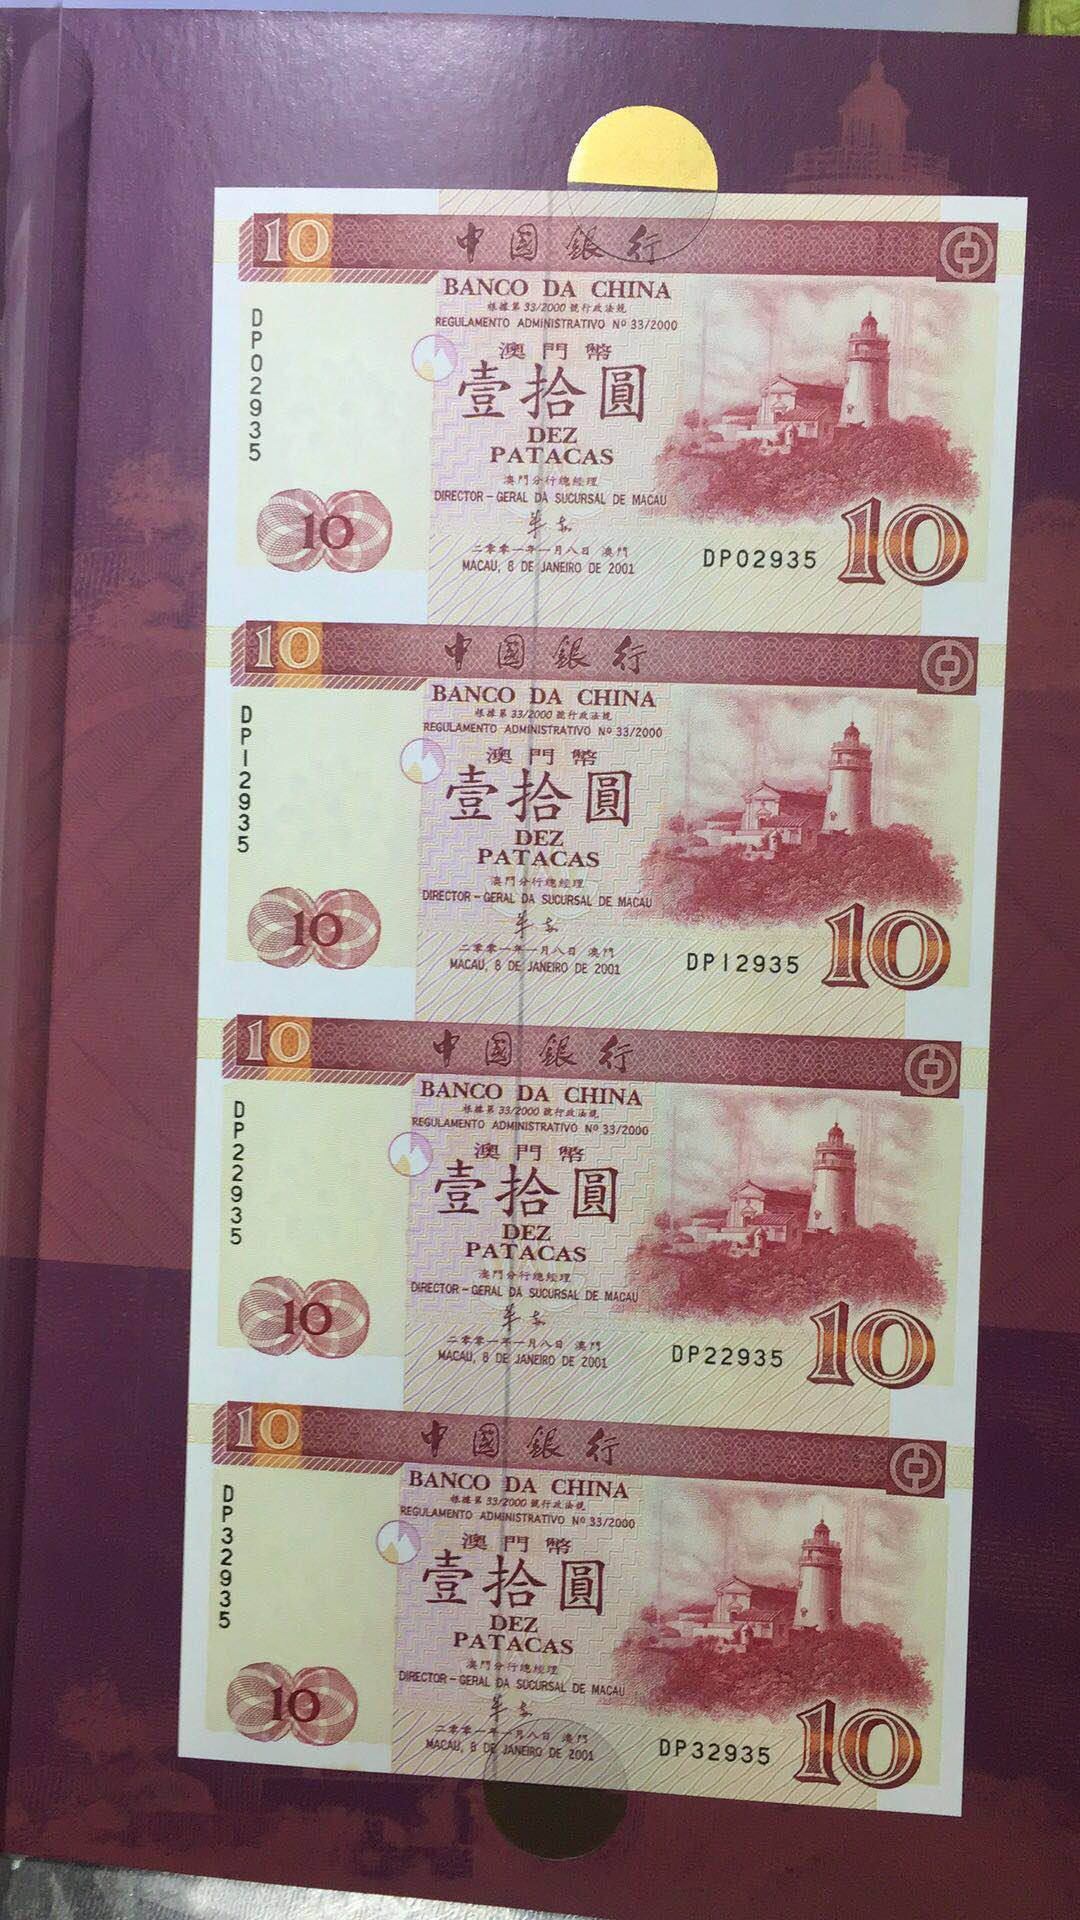 10 中國銀行
BANCO DA CHINA
根據第33/2000號行政法規
REGULAMENTO ADMINISTRATIVO Nº 33/2000
澳門幣
壹拾圓
DEZ
PATACAS
澳門分行總經理
DIRECTOR-GERAL DA SUCURSAL DE MACAU
二零零一年一月八日 澳門
MACAU, 8 DE JANEIRO DE 2001
DP02935
10
DP02935
10
10 中國銀行
BANCO DA CHINA
根據第33/2000號行政法規
REGULAMENTO ADMINISTRATIVO Nº 33/2000
澳門幣
壹拾圓
DEZ
PATACAS
澳門分行總經理
DIRECTOR-GERAL DA SUCURSAL DE MACAU
二零零一年一月八日 澳門
MACAU, 8 DE JANEIRO DE 2001
DP12935
10
DP12935
10
10 中國銀行
BANCO DA CHINA
根據第33/2000號行政法規
REGULAMENTO ADMINISTRATIVO Nº 33/2000
澳門幣
壹拾圓
DEZ
PATACAS
澳門分行總經理
DIRECTOR-GERAL DA SUCURSAL DE MACAU
二零零一年一月八日 澳門
MACAU, 8 DE JANEIRO DE 2001
DP22935
10
DP22935
10
10 中國銀行
BANCO DA CHINA
根據第33/2000號行政法規
REGULAMENTO ADMINISTRATIVO Nº 33/2000
澳門幣
壹拾圓
DEZ
PATACAS
澳門分行總經理
DIRECTOR-GERAL DA SUCURSAL DE MACAU
二零零一年一月八日 澳門
MACAU, 8 DE JANEIRO DE 2001
DP32935
10
DP32935
10